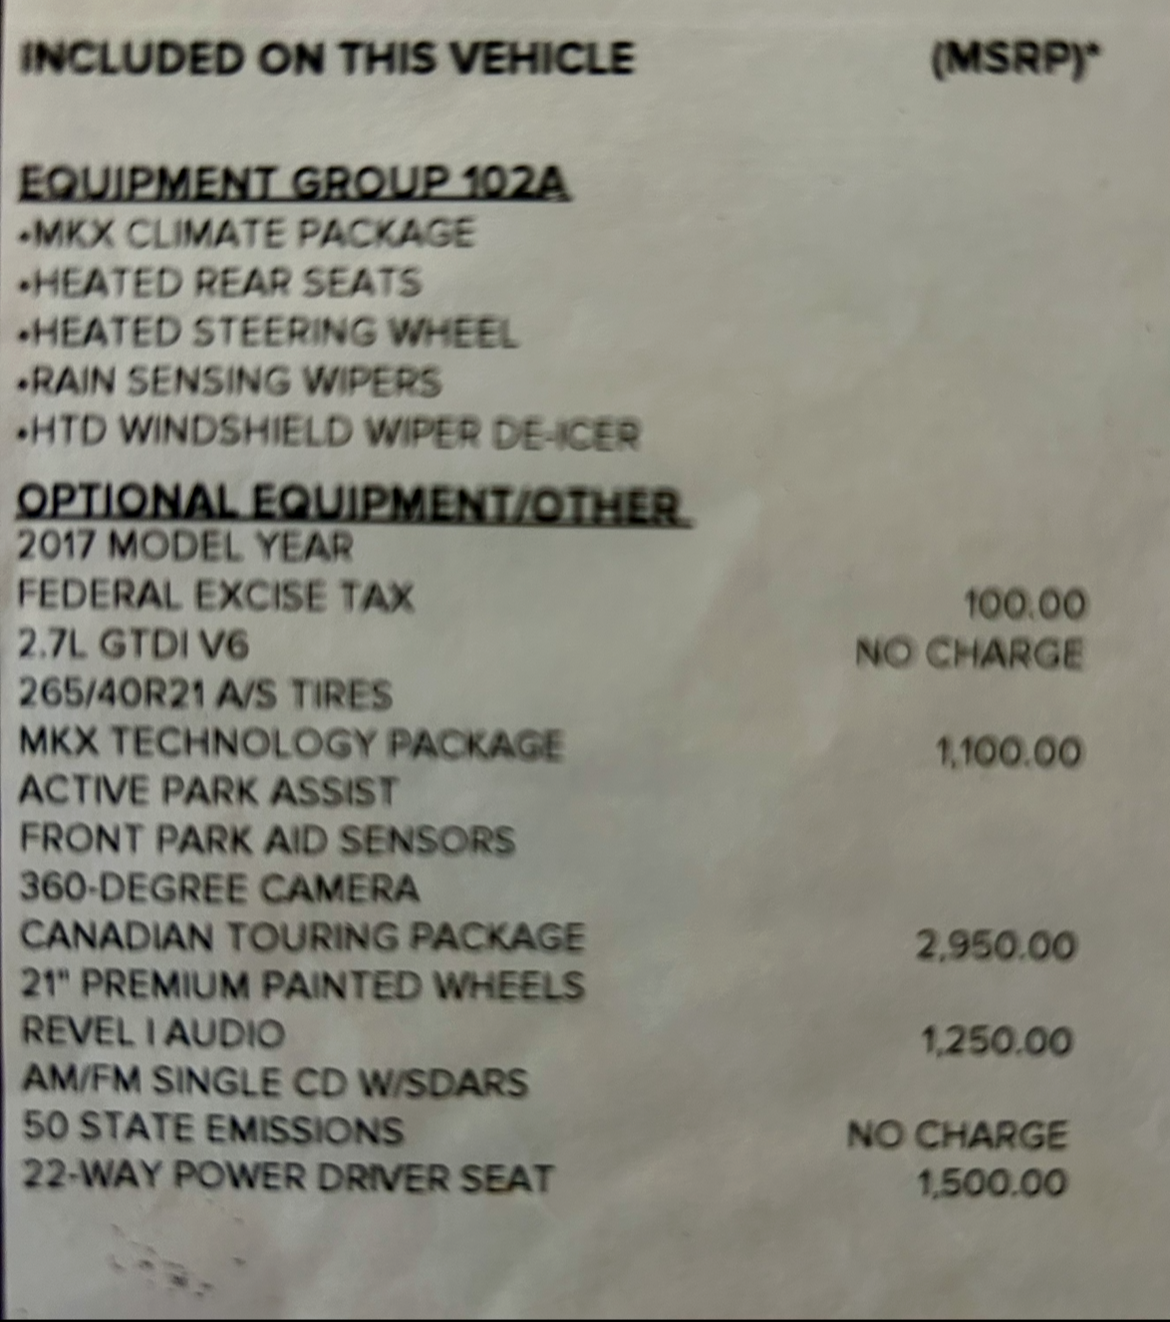 INCLUDED ON THIS VEHICLE (MSRP)*
EQUIPMENT GROUP 102A
•MKX CLIMATE PACKAGE
•HEATED REAR SEATS
•HEATED STEERING WHEEL
•RAIN SENSING WIPERS
•HTD WINDSHIELD WIPER DE-ICER
OPTIONAL EQUIPMENT/OTHER
2017 MODEL YEAR
FEDERAL EXCISE TAX 100.00
2.7L GTDI V6 NO CHARGE
265/40R21 A/S TIRES
MKX TECHNOLOGY PACKAGE 1,100.00
ACTIVE PARK ASSIST
FRONT PARK AID SENSORS
360-DEGREE CAMERA
CANADIAN TOURING PACKAGE 2,950.00
21" PREMIUM PAINTED WHEELS
REVEL I AUDIO 1,250.00
AM/FM SINGLE CD W/SDARS
50 STATE EMISSIONS NO CHARGE
22-WAY POWER DRIVER SEAT 1,500.00